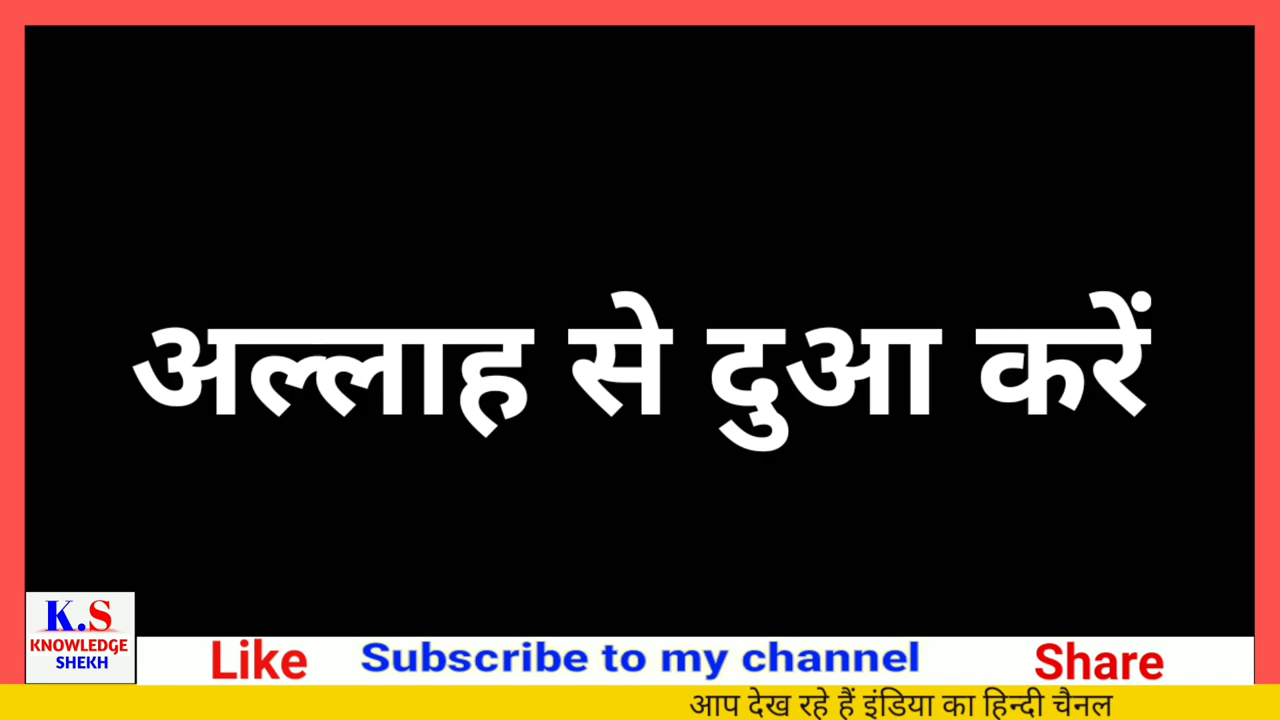 अल्लाह से दुआ करें
K.S
KNOWLEDGE
SHEKH
Like
Subscribe to my channel
Share
आप देख रहे हैं इंडिया का हिन्दी चैनल